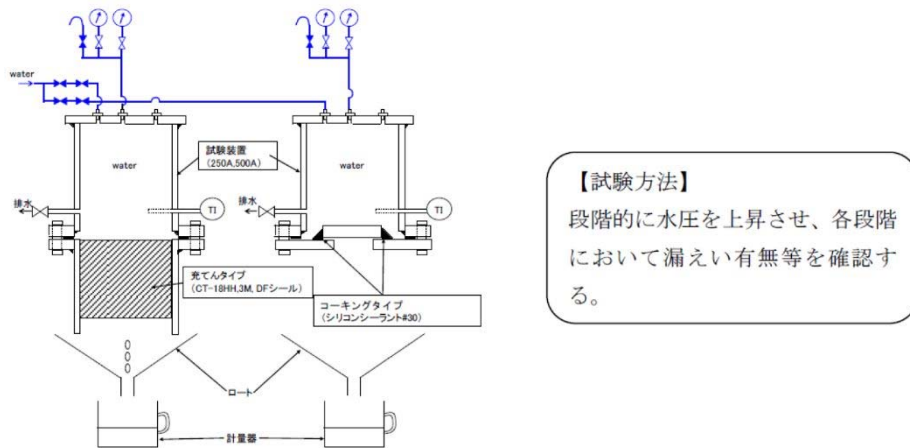 water
water
water
試験装置
(250A,500A)
排水
TI
排水
TI
充てんタイプ
(CT-18HH,3M, DFシール)
コーキングタイプ
(シリコンシーラント#30)
ロート
計量器
【試験方法】
段階的に水圧を上昇させ、各段階
において漏えい有無等を確認す
る。